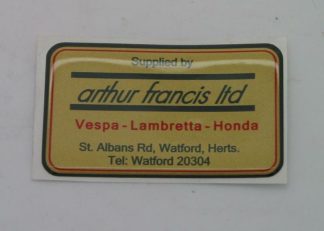 Supplied by
arthur francis ltd
Vespa - Lambretta - Honda
St. Albans Rd, Watford, Herts.
Tel: Watford 20304